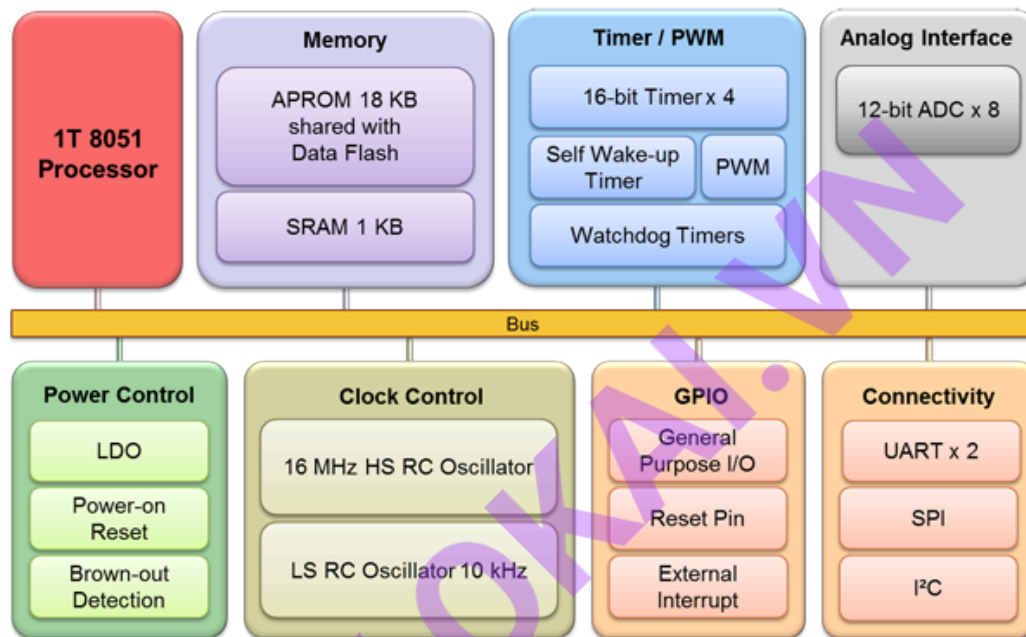 Memory
Timer / PWM
Analog Interface
1T 8051
Processor
APROM 18 KB
shared with
Data Flash
SRAM 1 KB
16-bit Timer x 4
Self Wake-up
Timer
PWM
Watchdog Timers
12-bit ADC x 8
Bus
Power Control
LDO
Power-on
Reset
Brown-out
Detection
Clock Control
16 MHz HS RC Oscillator
LS RC Oscillator 10 kHz
GPIO
General
Purpose I/O
Reset Pin
External
Interrupt
Connectivity
UART x 2
SPI
I²C
OKAI.VN